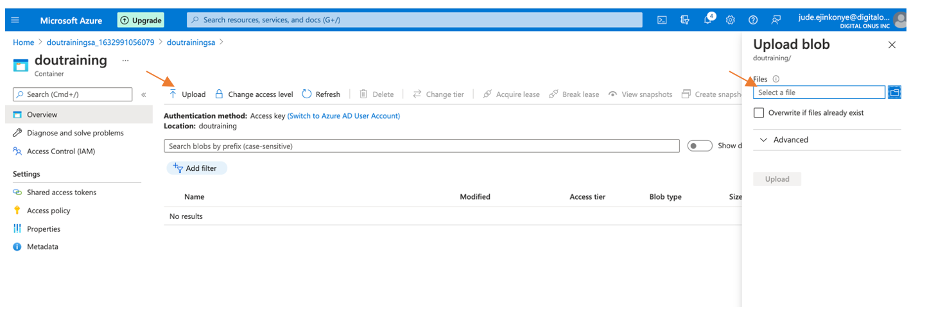 Microsoft Azure
Upgrade
Search resources, services, and docs (G+/)
4
jude.ejinkonye@digitalo...
DIGITAL ONUS INC
Home > doutrainingsa_1632991056079 > doutrainingsa >
doutraining ...
Container
Search (Cmd+/)
«
Overview
Diagnose and solve problems
Access Control (IAM)
Settings
Shared access tokens
Access policy
Properties
Metadata
Upload Change access level Refresh Delete Change tier Acquire lease Break lease View snapshots Create snapsh
Authentication method: Access key (Switch to Azure AD User Account)
Location: doutraining
Search blobs by prefix (case-sensitive)
Show d
Add filter
Name Modified Access tier Blob type Size
No results
Upload blob
doutraining/
Files
Select a file
Overwrite if files already exist
Advanced
Upload